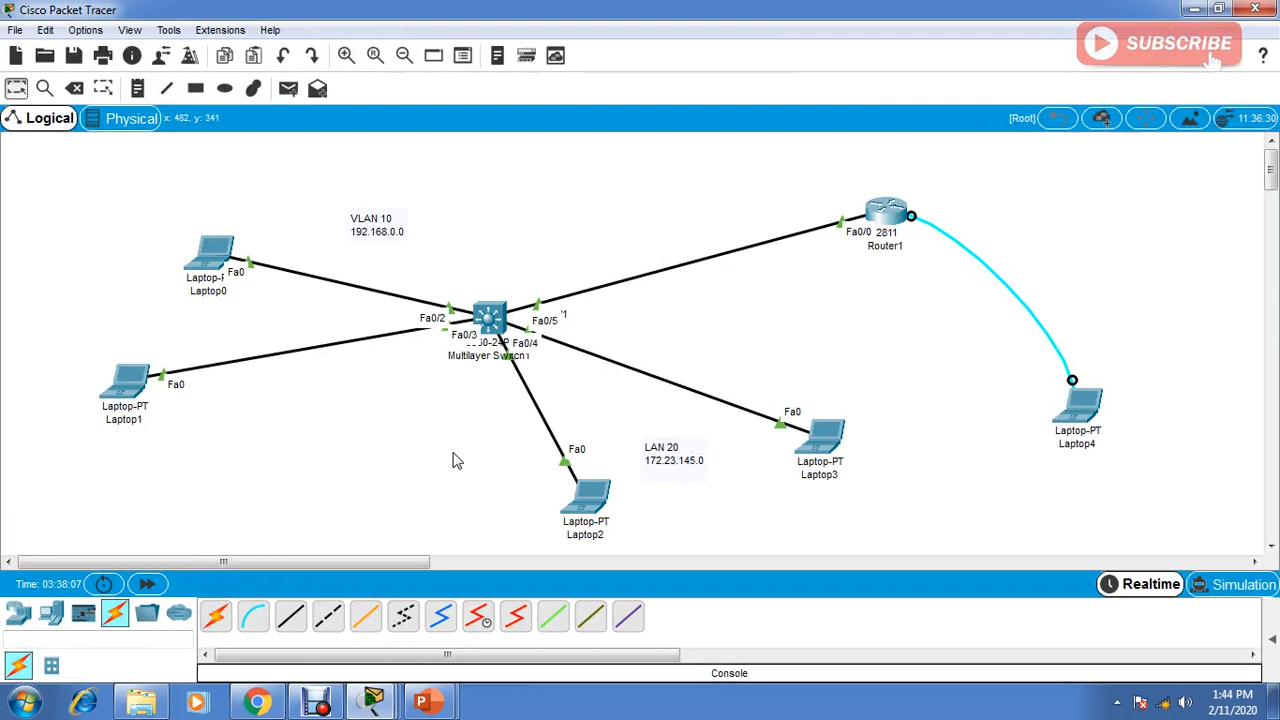 Cisco Packet Tracer
File Edit Options View Tools Extensions Help
SUBSCRIBE
?
Logical
Physical
x: 482, y: 341
[Root]
11:36:30
VLAN 10
192.168.0.0
Fa0
Laptop0
Fa0/2
Fa0/3
Fa0/5
Fa0/4
Multilayer Switch1
Fa0/0
2811
Router1
Fa0
Laptop-PT
Laptop1
Fa0
Laptop-PT
Laptop2
LAN 20
172.23.145.0
Fa0
Laptop-PT
Laptop3
Laptop-PT
Laptop4
Time: 03:38:07
Realtime
Simulation
Console
1:44 PM
2/11/2020